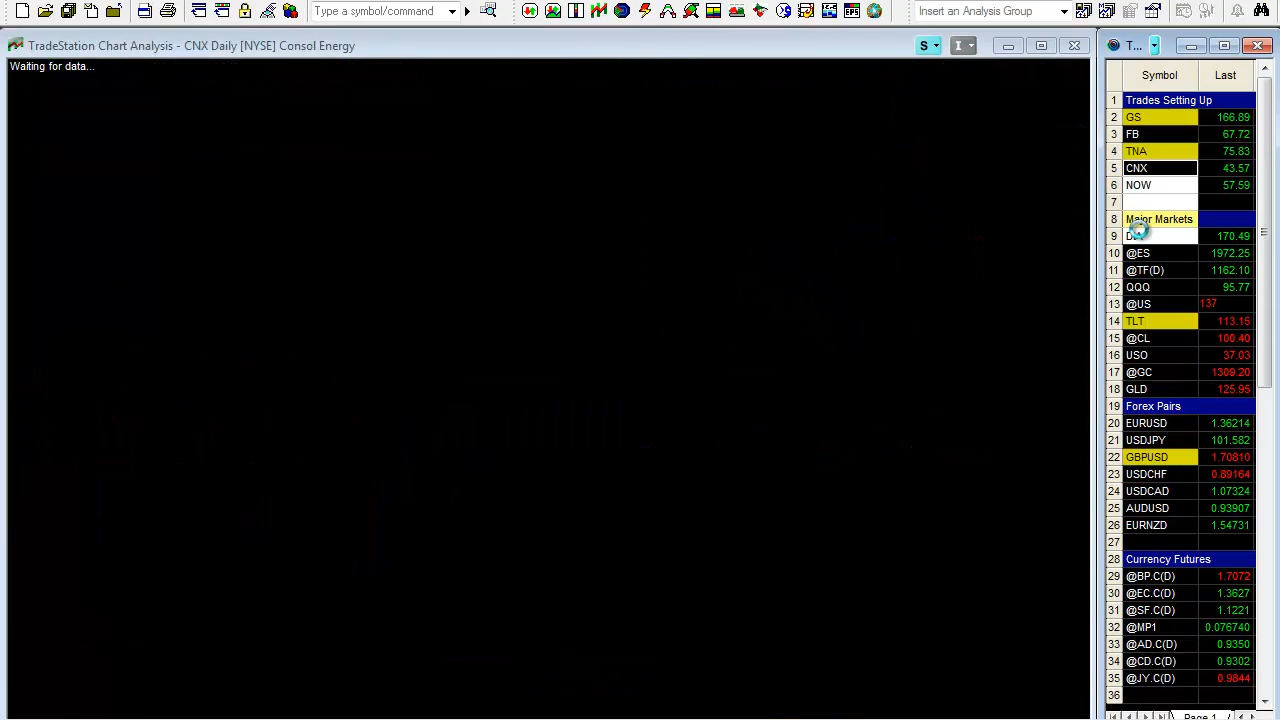 Type a symbol/command
EPS
Insert an Analysis Group
TradeStation Chart Analysis - CNX Daily [NYSE] Consol Energy
S
I
T...
Waiting for data...
Symbol Last
1 Trades Setting Up
2 GS 166.89
3 FB 67.72
4 TNA 75.83
5 CNX 43.57
6 NOW 57.59
7
8 Major Markets
9 170.49
10 @ES 1972.25
11 @TF(D) 1162.10
12 QQQ 95.77
13 @US 137
14 TLT 113.15
15 @CL 100.40
16 USO 37.03
17 @GC 1309.20
18 GLD 125.95
19 Forex Pairs
20 EURUSD 1.36214
21 USDJPY 101.582
22 GBPUSD 1.70810
23 USDCHF 0.89164
24 USDCAD 1.07324
25 AUDUSD 0.93907
26 EURNZD 1.54731
27
28 Currency Futures
29 @BP.C(D) 1.7072
30 @EC.C(D) 1.3627
31 @SF.C(D) 1.1221
32 @MP1 0.076740
33 @AD.C(D) 0.9350
34 @CD.C(D) 0.9302
35 @JY.C(D) 0.9844
36
Page 1